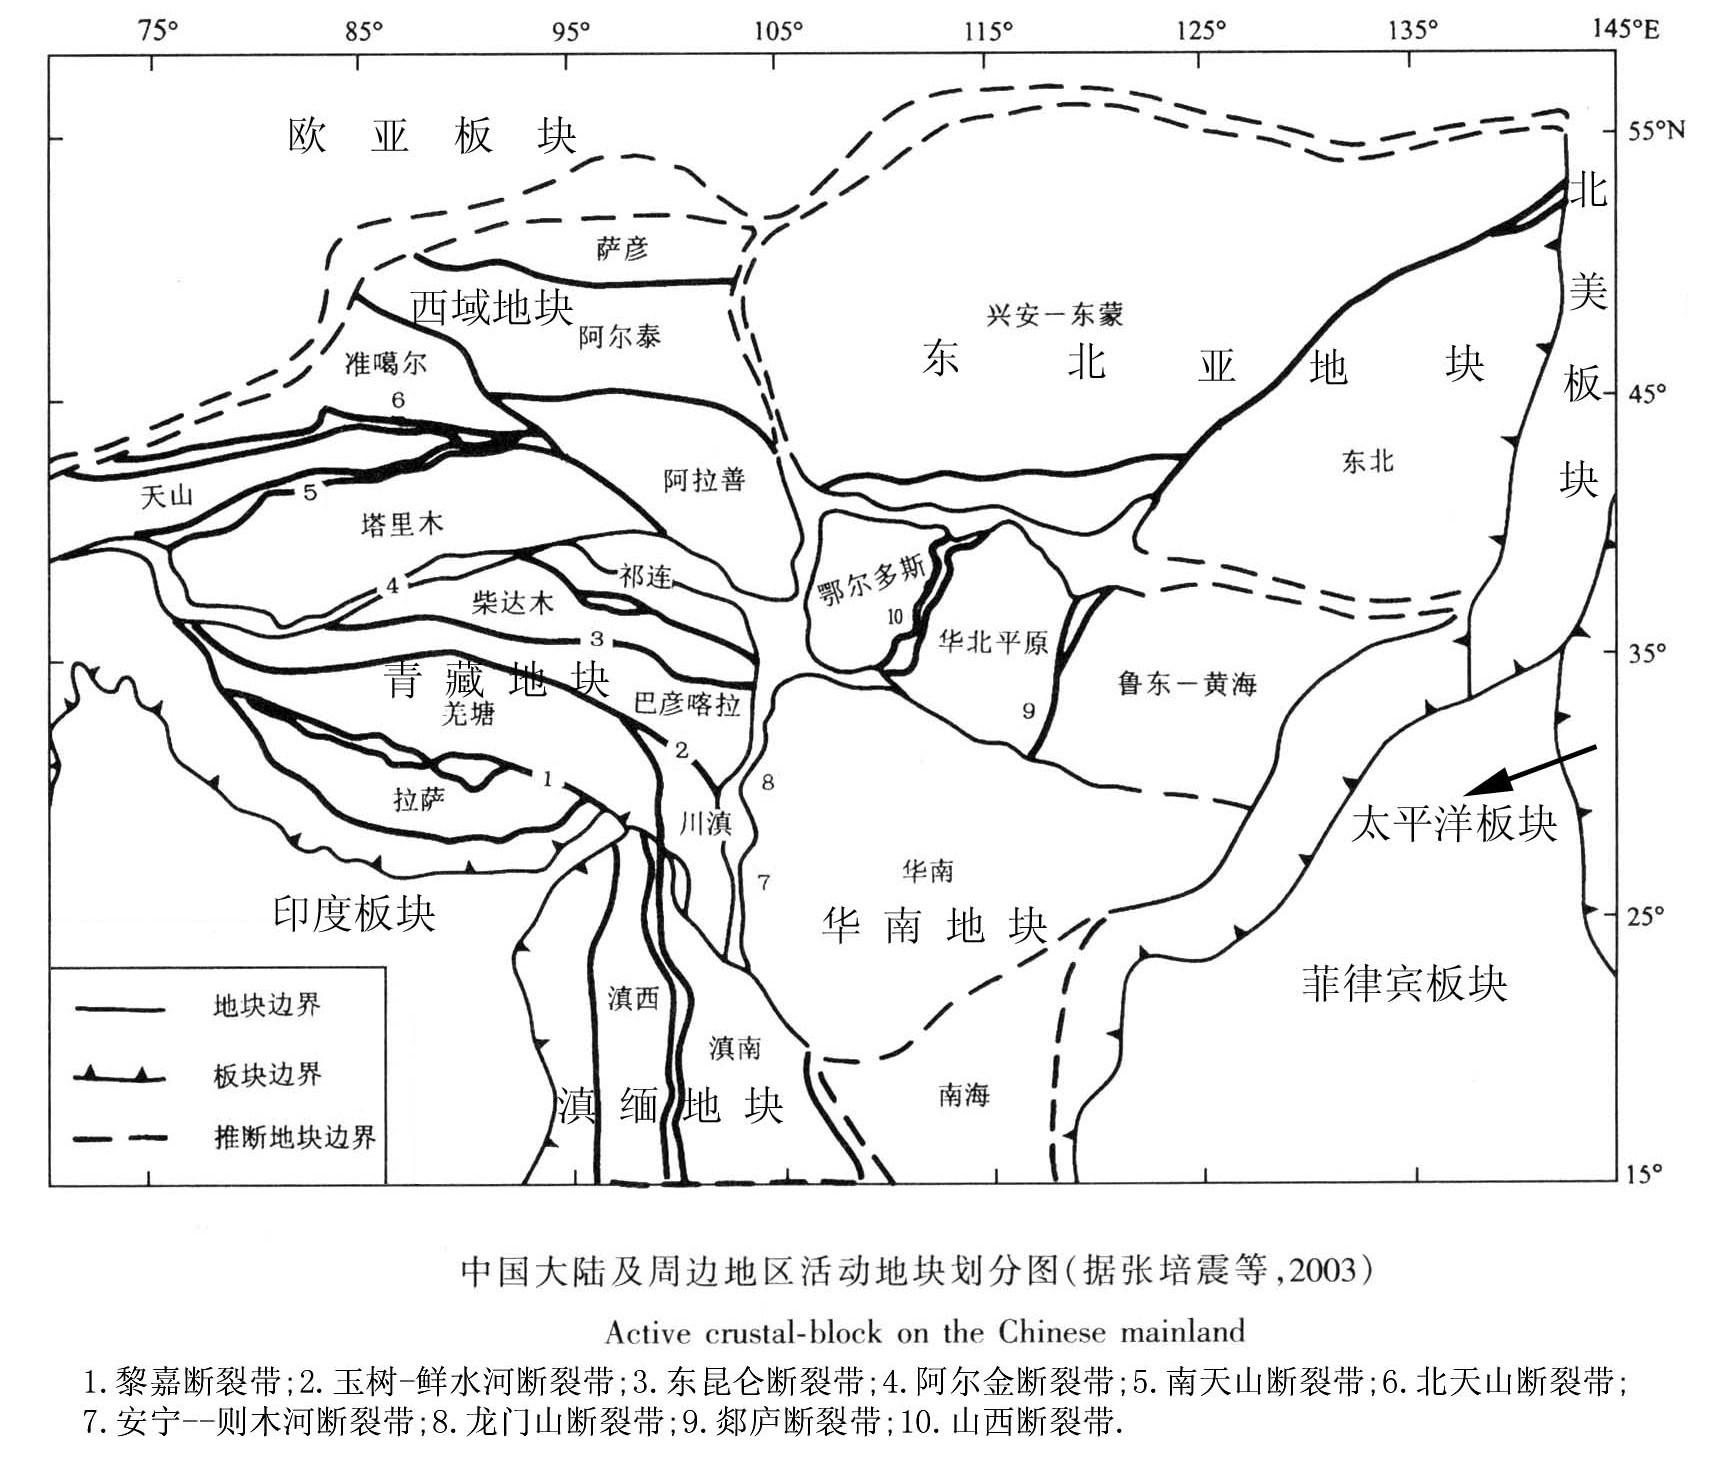 75° 85° 95° 105° 115° 125° 135° 145°E
欧亚板块
55°N
北美板块
萨彦
西域地块
阿尔泰
兴安－东蒙
东北亚地块
准噶尔
45°
6
东北
阿拉善
天山
5
塔里木
鄂尔多斯
祁连
4
柴达木
10
3
华北平原
35°
青藏地块
鲁东－黄海
巴彦喀拉
羌塘
9
2
1
8
拉萨
川滇
太平洋板块
华南
7
印度板块
华南地块
25°
菲律宾板块
地块边界
滇西
滇南
板块边界
南海
滇缅地块
推断地块边界
15°
中国大陆及周边地区活动地块划分图(据张培震等,2003)
Active crustal-block on the Chinese mainland
1.黎嘉断裂带;2.玉树-鲜水河断裂带;3.东昆仑断裂带;4.阿尔金断裂带;5.南天山断裂带;6.北天山断裂带;
7.安宁--则木河断裂带;8.龙门山断裂带;9.郯庐断裂带;10.山西断裂带.